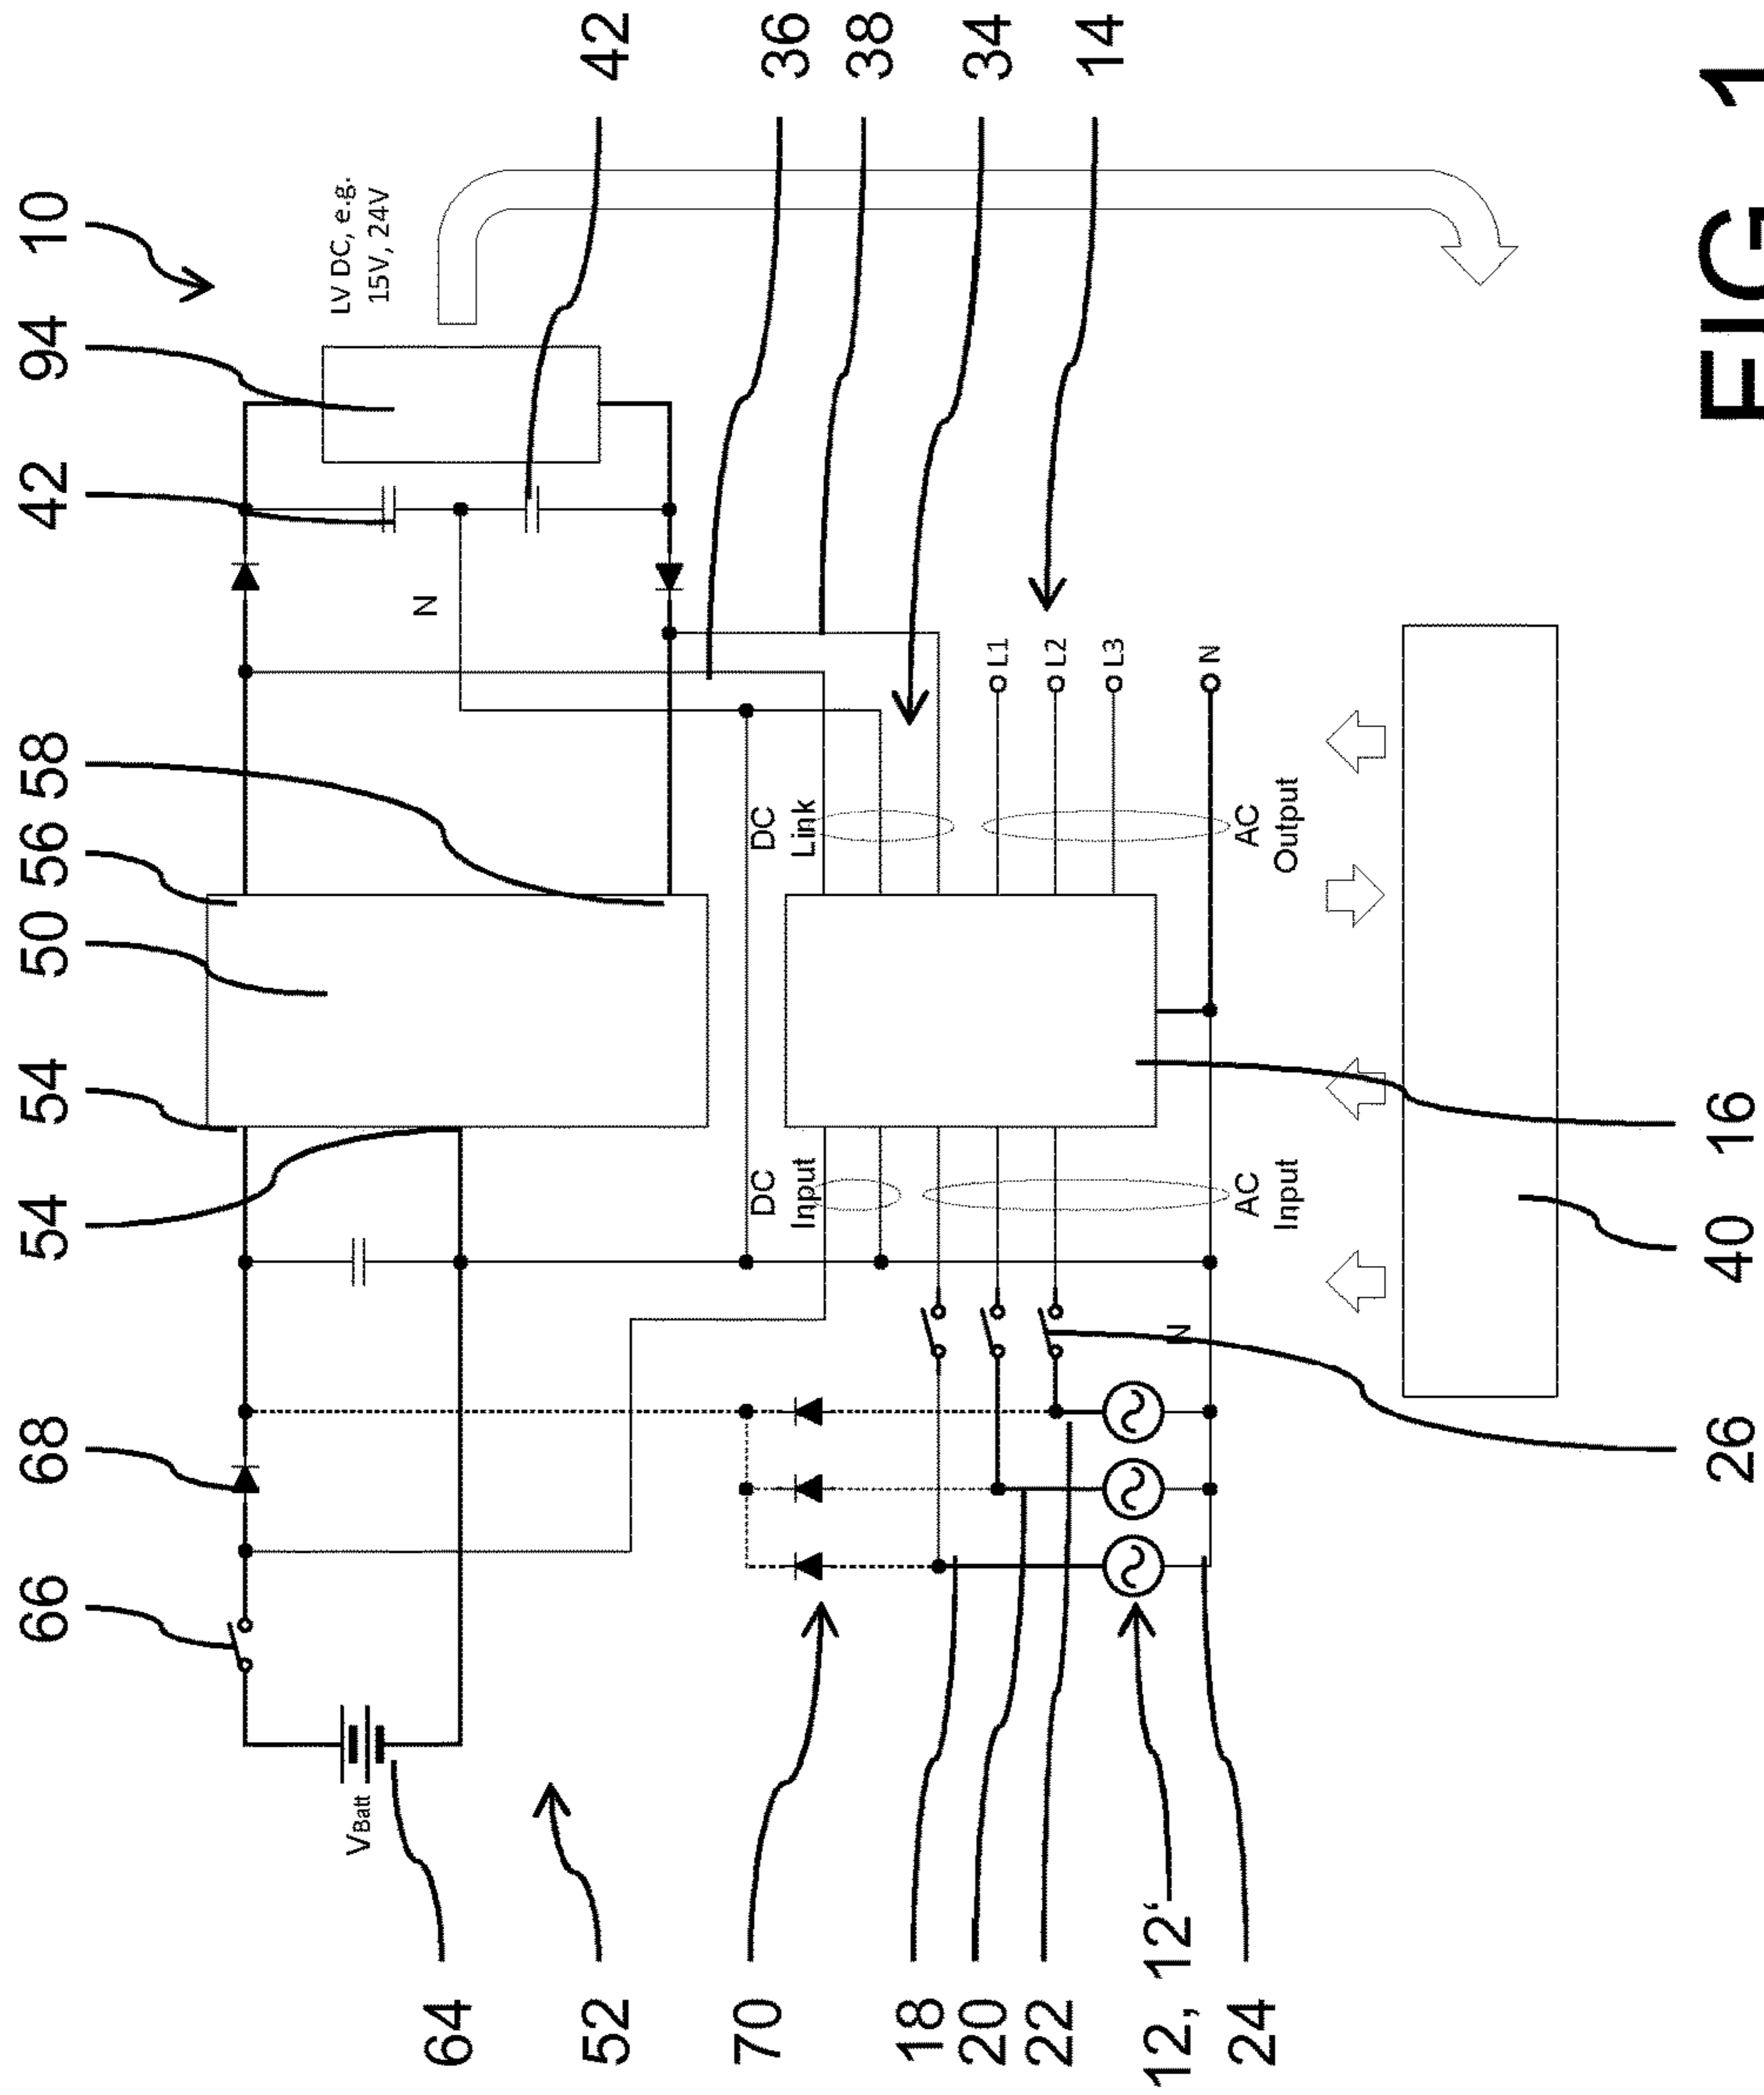 66 68 54 54 50 56 58 42 94 10
LV DC, e.g.
15V, 24V
VBatt
N
64
52
42
70
DC
Input
DC
Link
36
38
18
20
22
34
L1
L2
L3
14
12, 12‘
N
N
24
AC
Input
AC
Output
26 40 16
FIG 1